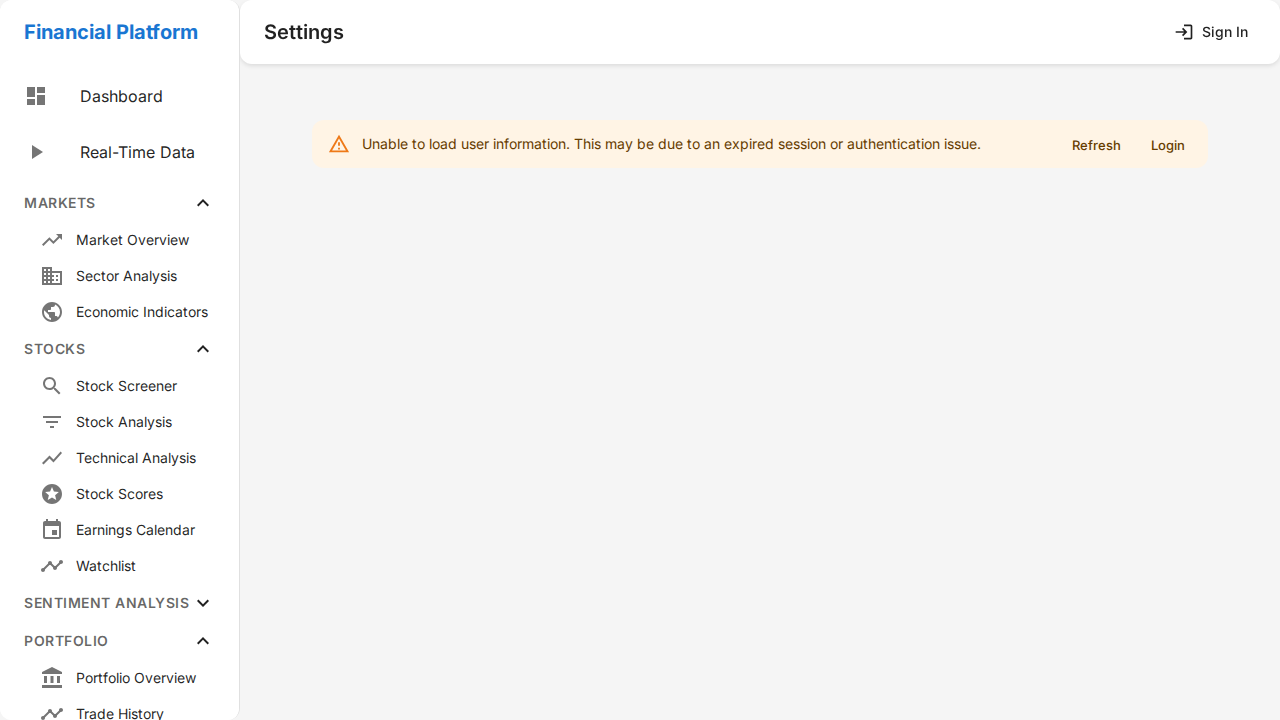 Financial Platform
Settings
Sign In
Dashboard
Real-Time Data
MARKETS
Market Overview
Sector Analysis
Economic Indicators
STOCKS
Stock Screener
Stock Analysis
Technical Analysis
Stock Scores
Earnings Calendar
Watchlist
SENTIMENT ANALYSIS
PORTFOLIO
Portfolio Overview
Trade History
Unable to load user information. This may be due to an expired session or authentication issue.
Refresh
Login